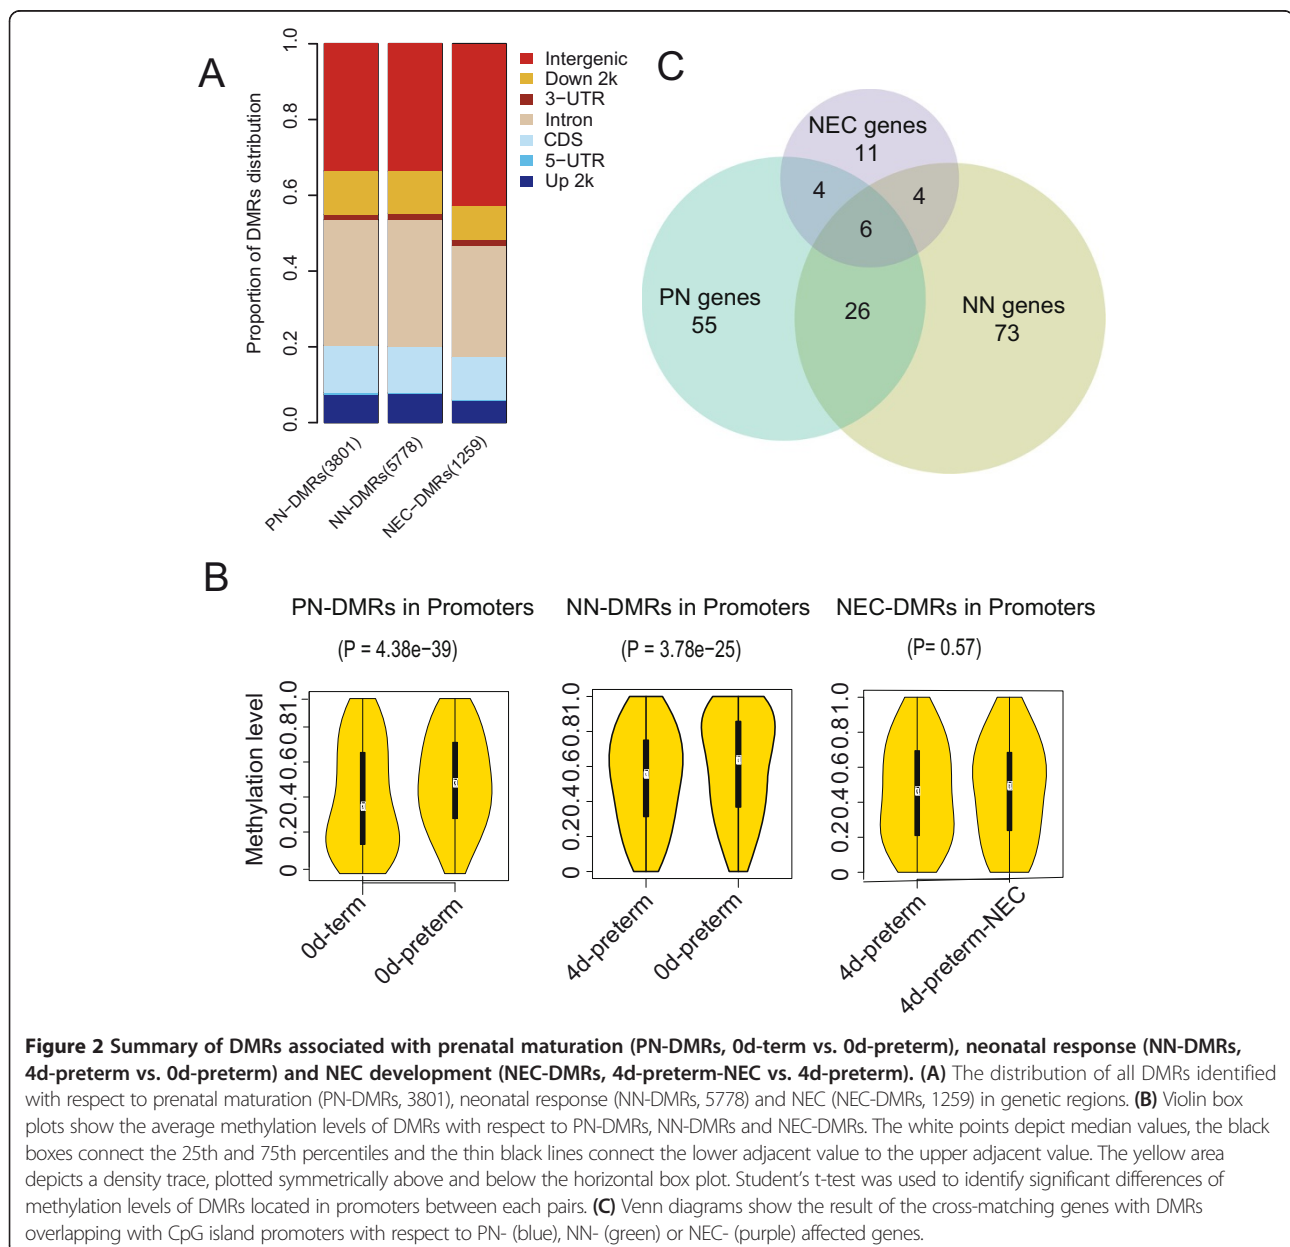 A
Proportion of DMRs distribution
1.0
0.8
0.6
0.4
0.2
0.0
PN−DMRs(3801)
NN-DMRs(5778)
NEC−DMRs(1259)
Intergenic
Down 2k
3−UTR
Intron
CDS
5−UTR
Up 2k
C
NEC genes
11
4
4
6
PN genes
55
26
NN genes
73
B
PN-DMRs in Promoters
(P = 4.38e−39)
Methylation level
0 0.20.40.60.81.0
0d-term
0d-preterm
NN-DMRs in Promoters
(P = 3.78e−25)
0 0.20.40.60.81.0
4d-preterm
0d-preterm
NEC-DMRs in Promoters
(P= 0.57)
0 0.20.40.60.81.0
4d-preterm
4d-preterm-NEC
Figure 2 Summary of DMRs associated with prenatal maturation (PN-DMRs, 0d-term vs. 0d-preterm), neonatal response (NN-DMRs,
4d-preterm vs. 0d-preterm) and NEC development (NEC-DMRs, 4d-preterm-NEC vs. 4d-preterm). (A) The distribution of all DMRs identified
with respect to prenatal maturation (PN-DMRs, 3801), neonatal response (NN-DMRs, 5778) and NEC (NEC-DMRs, 1259) in genetic regions. (B) Violin box
plots show the average methylation levels of DMRs with respect to PN-DMRs, NN-DMRs and NEC-DMRs. The white points depict median values, the black
boxes connect the 25th and 75th percentiles and the thin black lines connect the lower adjacent value to the upper adjacent value. The yellow area
depicts a density trace, plotted symmetrically above and below the horizontal box plot. Student's t-test was used to identify significant differences of
methylation levels of DMRs located in promoters between each pairs. (C) Venn diagrams show the result of the cross-matching genes with DMRs
overlapping with CpG island promoters with respect to PN- (blue), NN- (green) or NEC- (purple) affected genes.